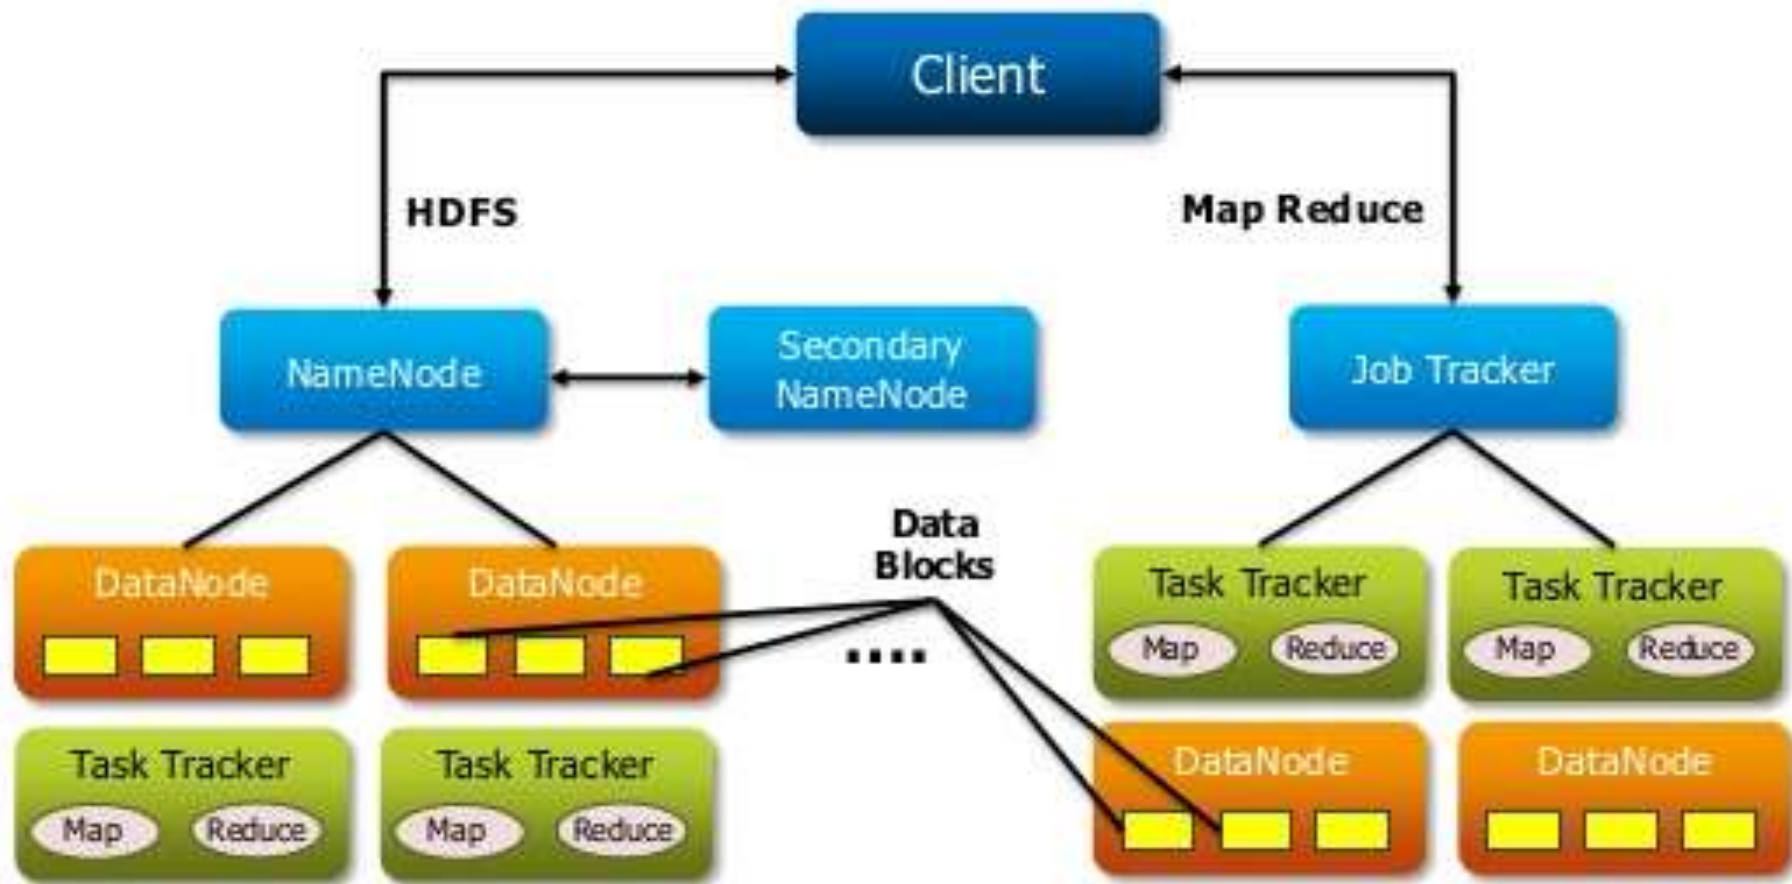 Client
HDFS
Map Reduce
NameNode
Secondary
NameNode
Job Tracker
Data
Blocks
DataNode
DataNode
Task Tracker
Map
Reduce
Task Tracker
Map
Reduce
Task Tracker
Map
Reduce
Task Tracker
Map
Reduce
DataNode
DataNode